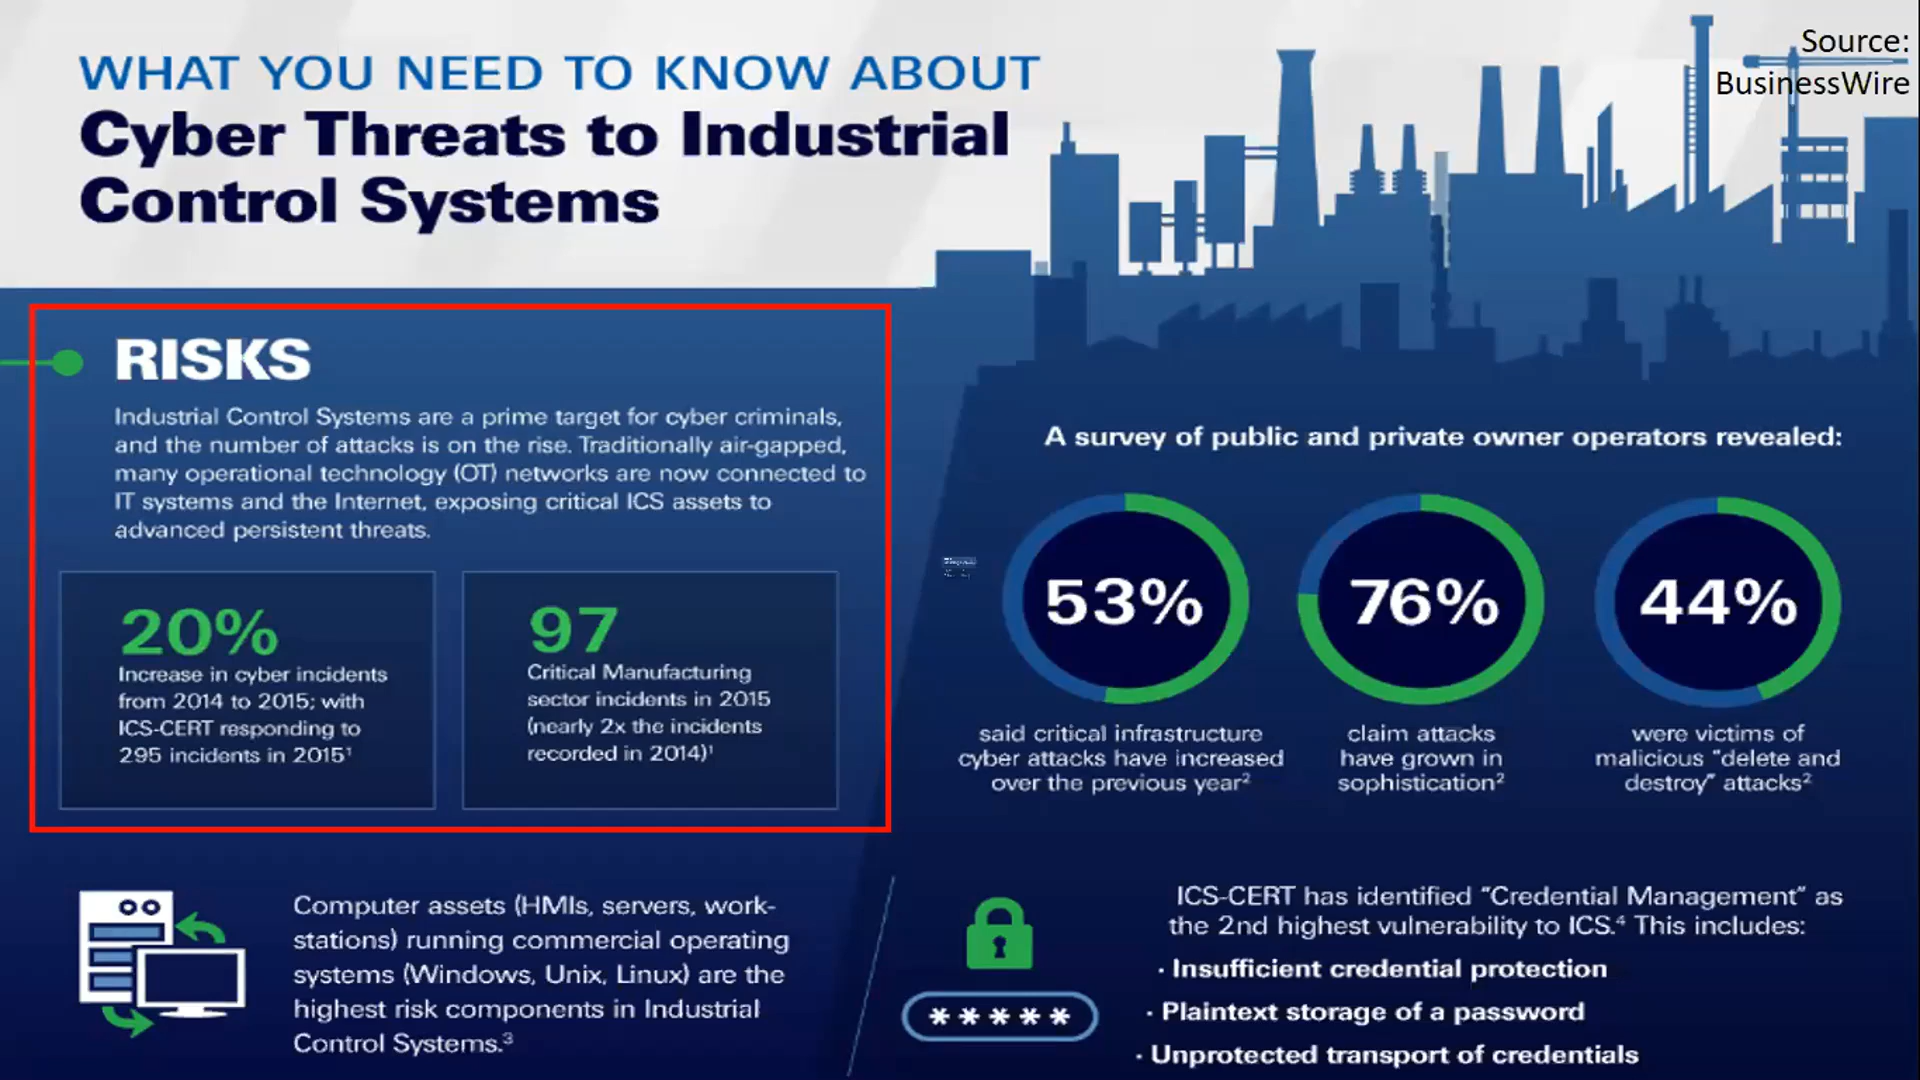 Source:
BusinessWire
WHAT YOU NEED TO KNOW ABOUT
Cyber Threats to Industrial
Control Systems
RISKS
Industrial Control Systems are a prime target for cyber criminals,
and the number of attacks is on the rise. Traditionally air-gapped,
many operational technology (OT) networks are now connected to
IT systems and the Internet, exposing critical ICS assets to
advanced persistent threats.
20%
Increase in cyber incidents
from 2014 to 2015; with
ICS-CERT responding to
295 incidents in 2015¹
97
Critical Manufacturing
sector incidents in 2015
(nearly 2x the incidents
recorded in 2014)¹
A survey of public and private owner operators revealed:
53%
said critical infrastructure
cyber attacks have increased
over the previous year²
76%
claim attacks
have grown in
sophistication²
44%
were victims of
malicious “delete and
destroy” attacks²
Computer assets (HMIs, servers, work-
stations) running commercial operating
systems (Windows, Unix, Linux) are the
highest risk components in Industrial
Control Systems.³
*****
ICS-CERT has identified “Credential Management” as
the 2nd highest vulnerability to ICS.⁴ This includes:
· Insufficient credential protection
· Plaintext storage of a password
· Unprotected transport of credentials